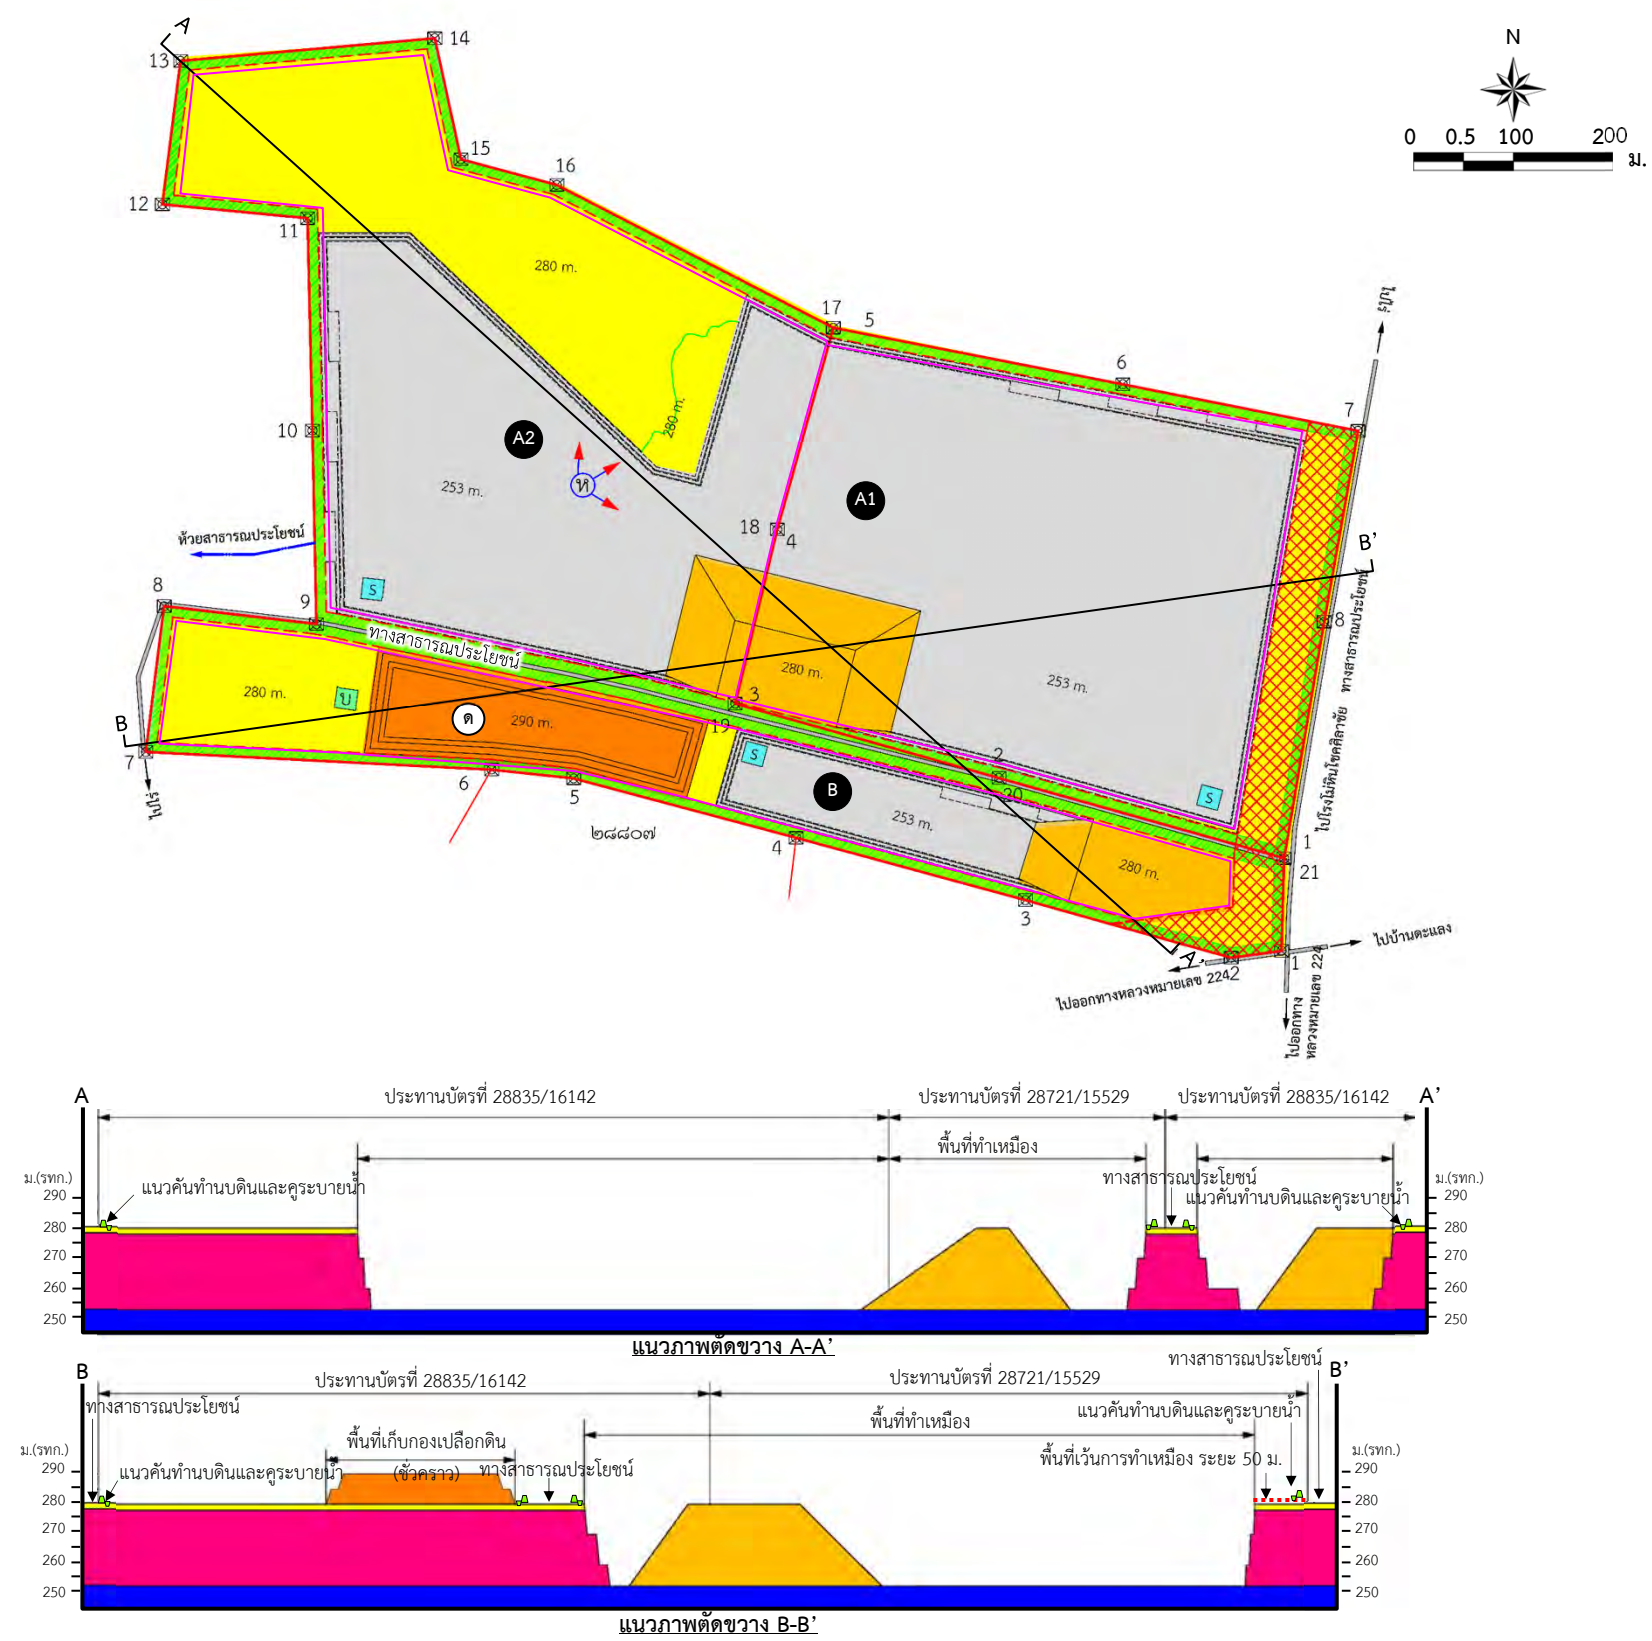 A
13
14
N
0 0.5 100 200
ม.
15
16
12
11
280 m.
17
5
6
7
ไปภูรี
280 m.
A2
ห
10
253 m.
A1
18
4
ห้วยสาธารณประโยชน์
B'
8
9
S
ทางสาธารณประโยชน์
8
ทางสาธารณประโยชน์
ไปโรงโม่หินโชคศิลาชัย
280 m.
253 m.
3
280 m.
บ
ด
290 m.
19
B
7
S
2
20
S
6
5
B
253 m.
๒๘๘๐๗
4
1
21
280 m.
3
A'
2
1
ไปบ้านตะแลง
ไปออกทางหลวงหมายเลข 224
ไปออกทาง
หลวงหมายเลข 224
A
A'
ประทานบัตรที่ 28835/16142
ประทานบัตรที่ 28721/15529
ประทานบัตรที่ 28835/16142
พื้นที่ทำเหมือง
ทางสาธารณประโยชน์
ม.(รทก.)
ม.(รทก.)
แนวคันทำนบดินและคูระบายน้ำ
แนวคันทำนบดินและคูระบายน้ำ
290
280
270
260
250
290
280
270
260
250
แนวภาพตัดขวาง A-A'
B
B'
ทางสาธารณประโยชน์
ประทานบัตรที่ 28835/16142
ประทานบัตรที่ 28721/15529
ทางสาธารณประโยชน์
แนวคันทำนบดินและคูระบายน้ำ
พื้นที่ทำเหมือง
พื้นที่เก็บกองเปลือกดิน
(ชั่วคราว)
พื้นที่เว้นการทำเหมือง ระยะ 50 ม.
ม.(รทก.)
ม.(รทก.)
แนวคันทำนบดินและคูระบายน้ำ
ทางสาธารณประโยชน์
290
280
270
260
250
290
280
270
260
250
แนวภาพตัดขวาง B-B'